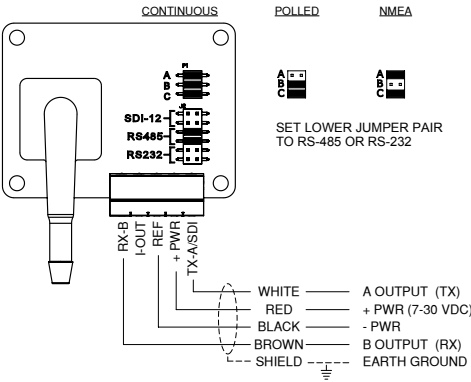 CONTINUOUS
POLLED
NMEA
P1
A
B
C
A
B
C
A
B
C
J2
SDI-12
RS485
RS232
SET LOWER JUMPER PAIR
TO RS-485 OR RS-232
RX-B
I-OUT
REF
+ PWR
TX-A/SDI
WHITE A OUTPUT (TX)
RED + PWR (7-30 VDC)
BLACK - PWR
BROWN B OUTPUT (RX)
SHIELD EARTH GROUND